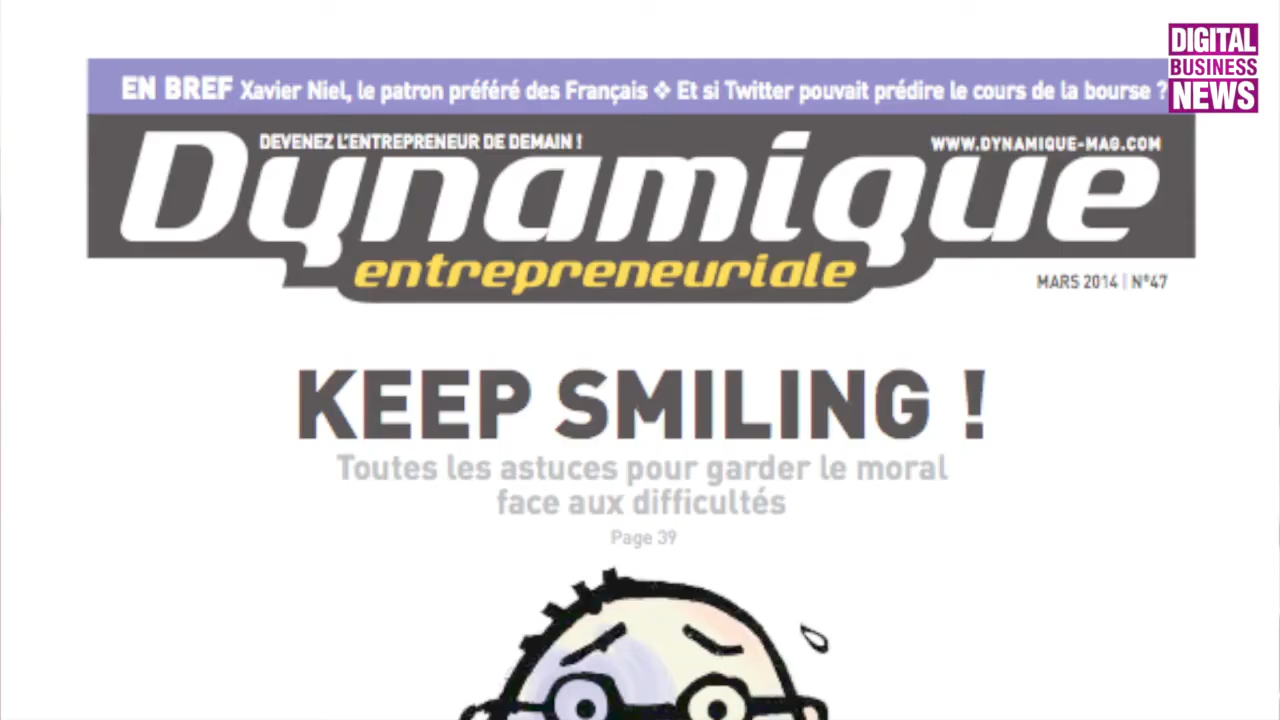 DIGITAL
BUSINESS
NEWS
EN BREF Xavier Niel, le patron préféré des Français ❖ Et si Twitter pouvait prédire le cours de la bourse ?
DEVENEZ L'ENTREPRENEUR DE DEMAIN !
WWW.DYNAMIQUE-MAG.COM
Dynamique
entrepreneuriale
MARS 2014 | N°47
KEEP SMILING !
Toutes les astuces pour garder le moral
face aux difficultés
Page 39